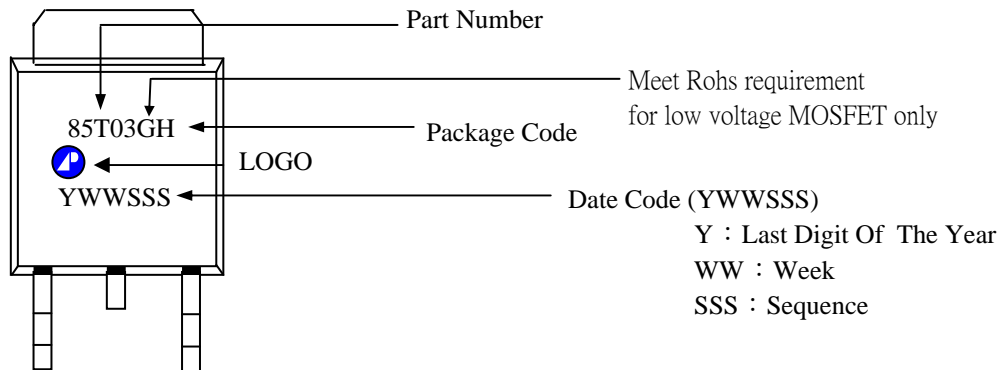 Part Number
Meet Rohs requirement
for low voltage MOSFET only
85T03GH
Package Code
LOGO
YWWSSS
Date Code (YWWSSS)
Y：Last Digit Of The Year
WW：Week
SSS：Sequence